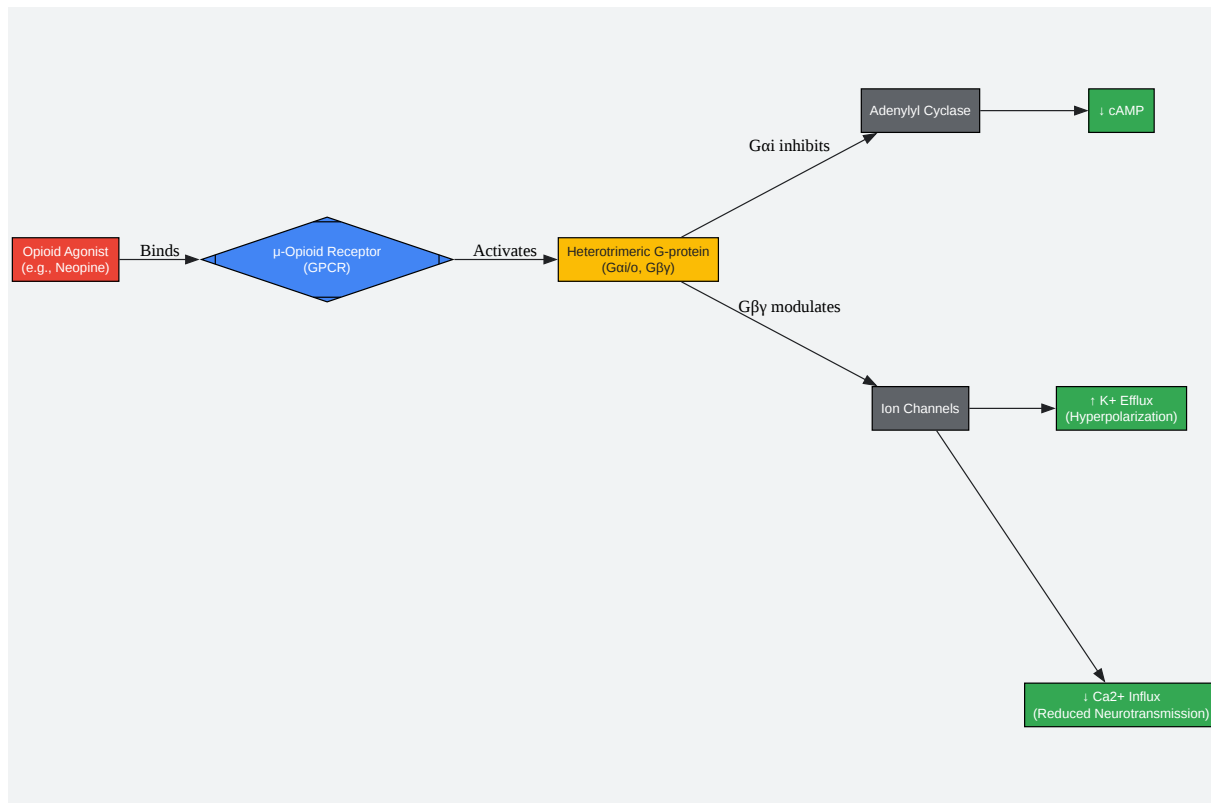 Opioid Agonist
(e.g., Neopine)
Binds
μ-Opioid Receptor
(GPCR)
Activates
Heterotrimeric G-protein
(Gαi/o, Gβγ)
Gαi inhibits
Adenylyl Cyclase
↓ cAMP
Gβγ modulates
Ion Channels
↑ K+ Efflux
(Hyperpolarization)
↓ Ca2+ Influx
(Reduced Neurotransmission)